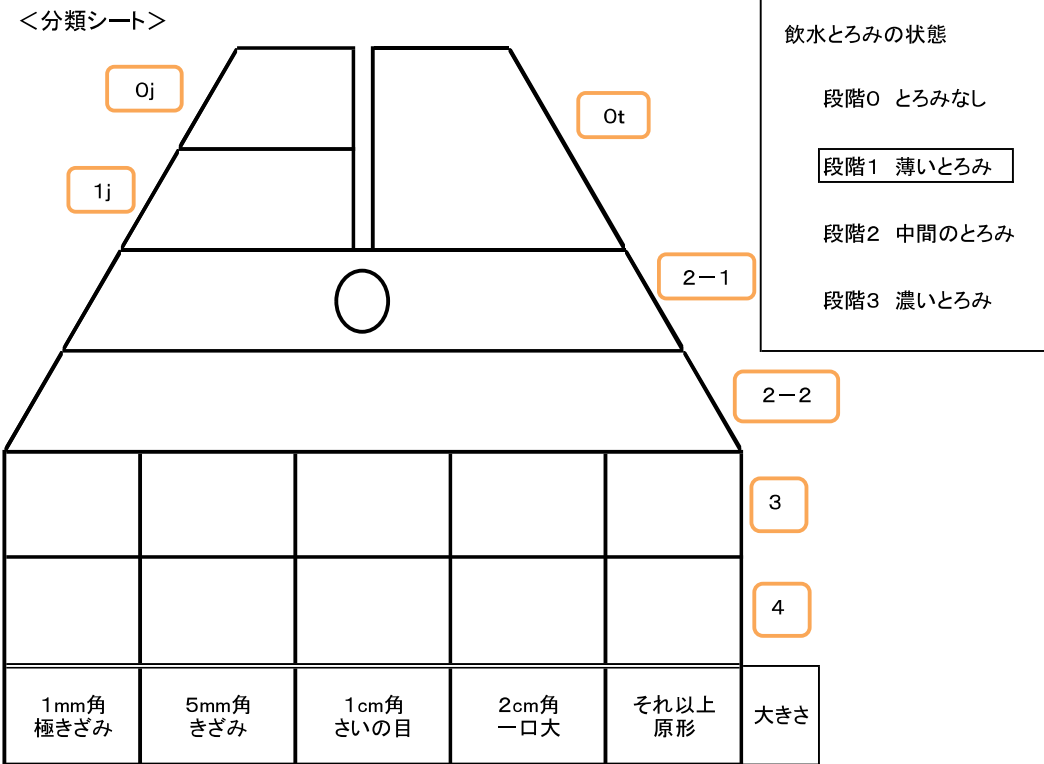 ＜分類シート＞
飲水とろみの状態
段階0　とろみなし
段階1　薄いとろみ
段階2　中間のとろみ
段階3　濃いとろみ
0j
0t
1j
2－1
2－2
3
4
1mm角
極きざみ
5mm角
きざみ
1cm角
さいの目
2cm角
一口大
それ以上
原形
大きさ